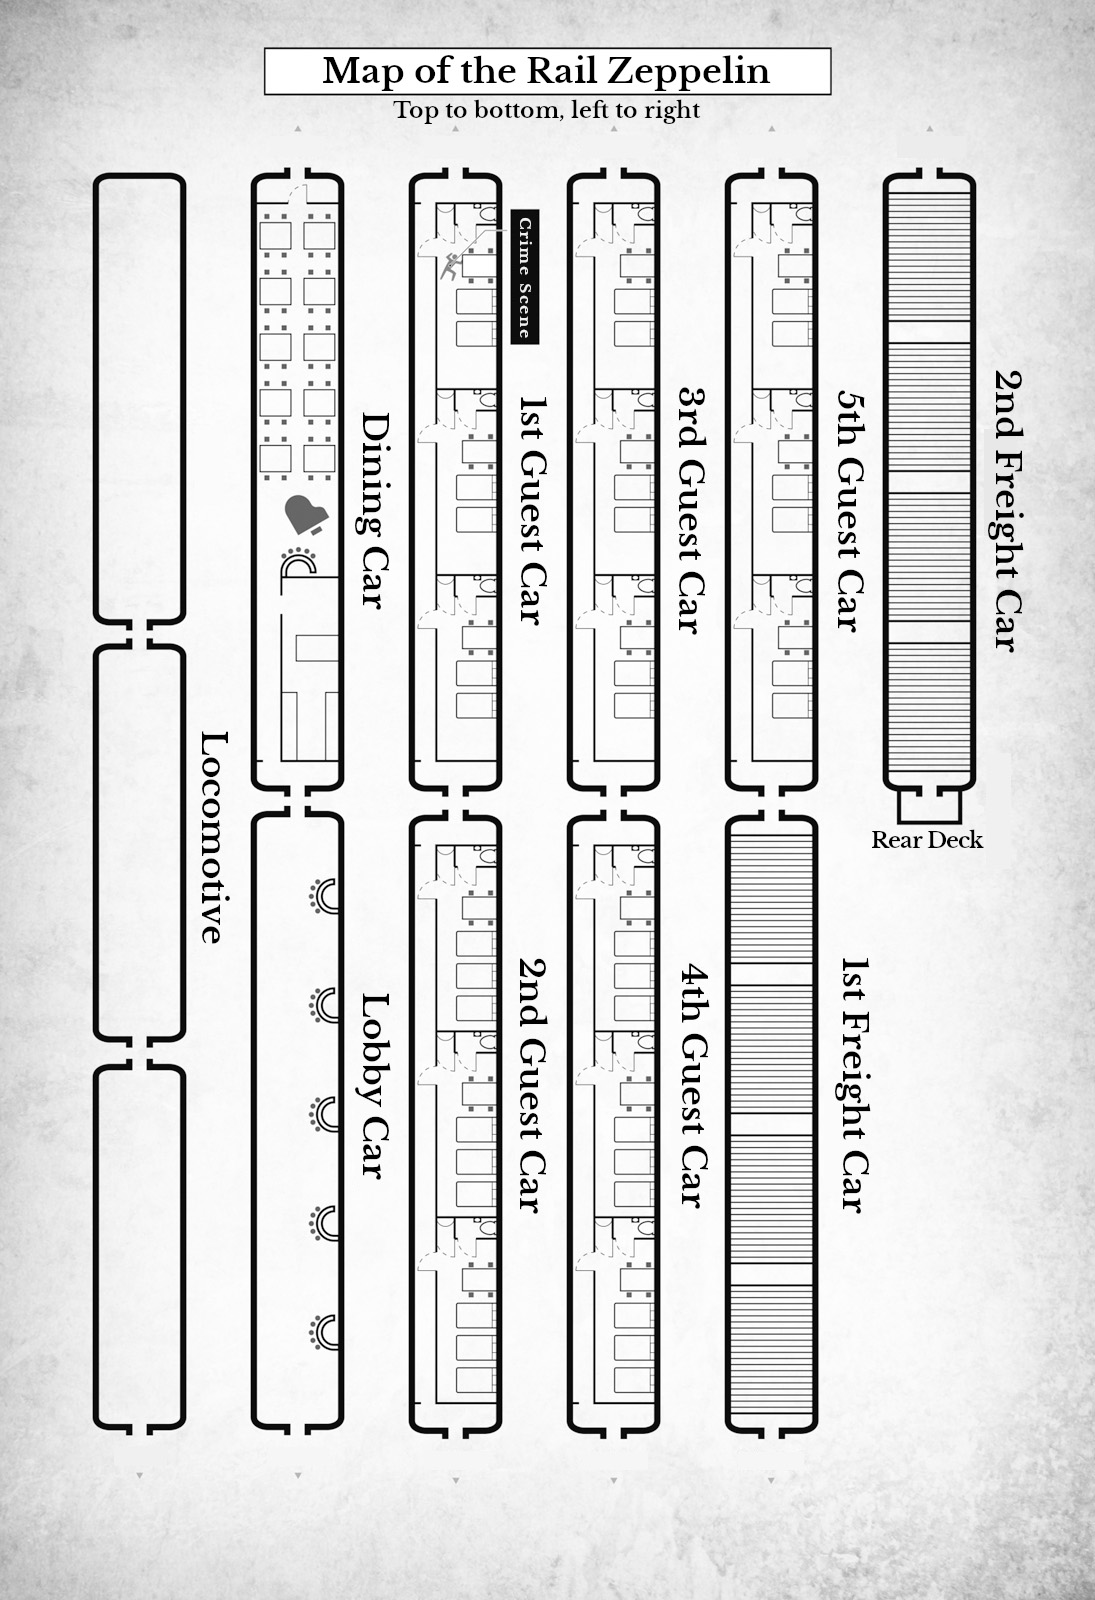 Map of the Rail Zeppelin
Top to bottom, left to right
Locomotive
Dining Car
Lobby Car
Crime Scene
1st Guest Car
2nd Guest Car
3rd Guest Car
4th Guest Car
5th Guest Car
1st Freight Car
2nd Freight Car
Rear Deck